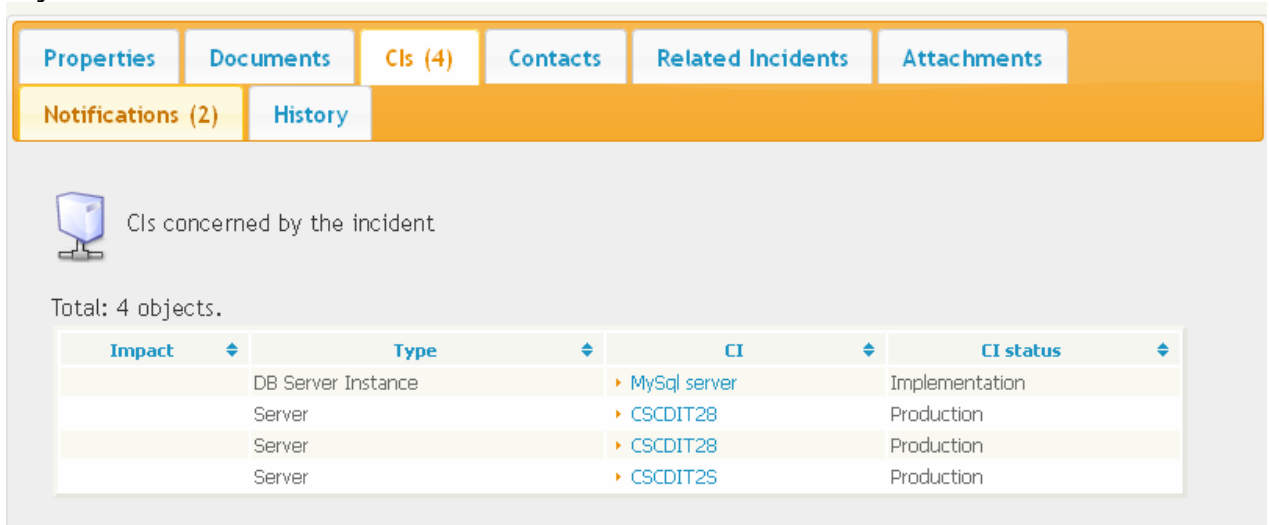 Properties Documents CIs (4) Contacts Related Incidents Attachments
Notifications (2) History
CIs concerned by the incident
Total: 4 objects.
Impact Type CI CI status
DB Server Instance MySql server Implementation
Server CSCDIT28 Production
Server CSCDIT28 Production
Server CSCDIT2S Production